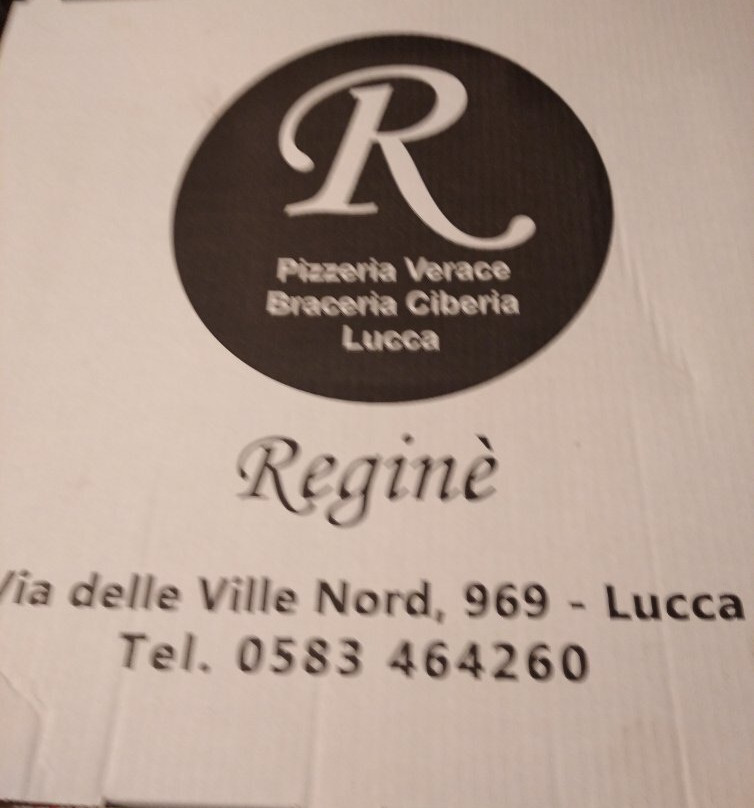 R
Pizzeria Verace
Braceria Ciberia
Lucca
Reginè
Via delle Ville Nord, 969 - Lucca
Tel. 0583 464260